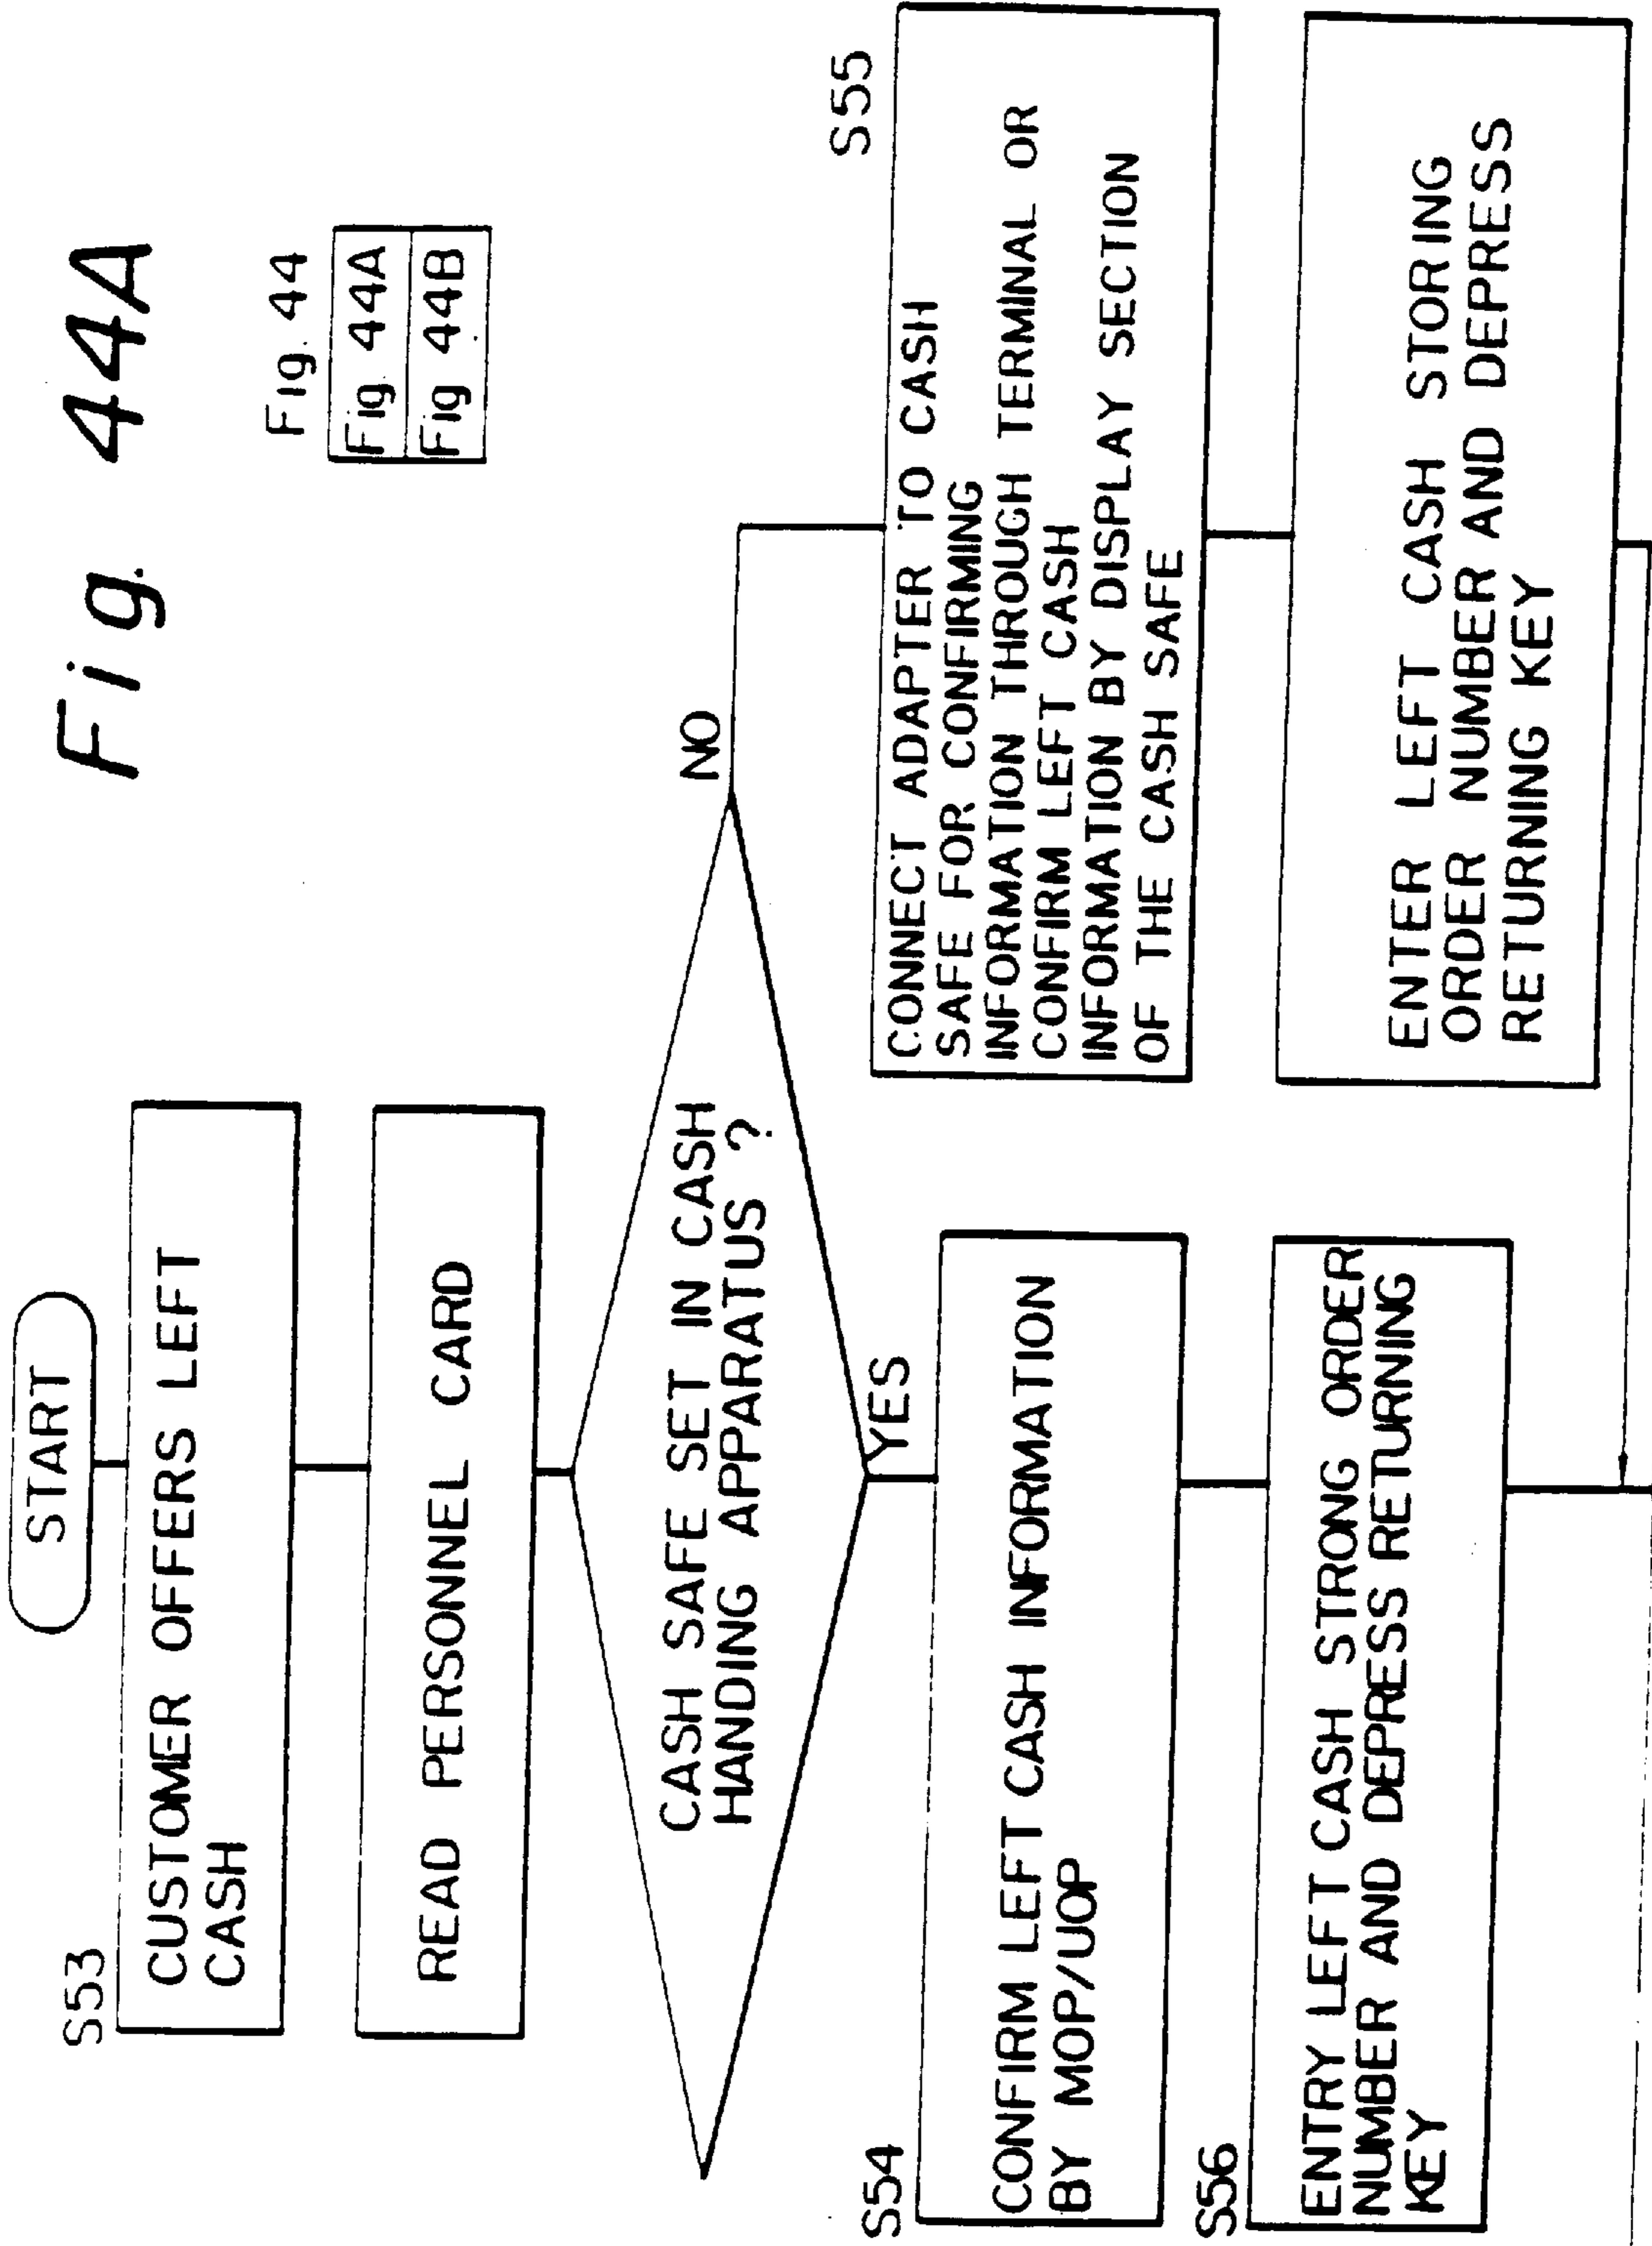 Fig. 44A
Fig. 44
Fig 44A
Fig 44B
START
S53
CUSTOMER OFFERS LEFT
CASH
READ PERSONNEL CARD
CASH SAFE SET IN CASH
HANDING APPARATUS ?
NO
YES
S54
CONFIRM LEFT CASH INFORMATION
BY MOP/UOP
S55
CONNECT ADAPTER TO CASH
SAFE FOR CONFIRMING
INFORMATION THROUGH TERMINAL OR
CONFIRM LEFT CASH
INFORMATION BY DISPLAY SECTION
OF THE CASH SAFE
S56
ENTRY LEFT CASH STRONG ORDER
NUMBER AND DEPRESS RETURNING
KEY
ENTER LEFT CASH STORING
ORDER NUMBER AND DEPRESS
RETURNING KEY